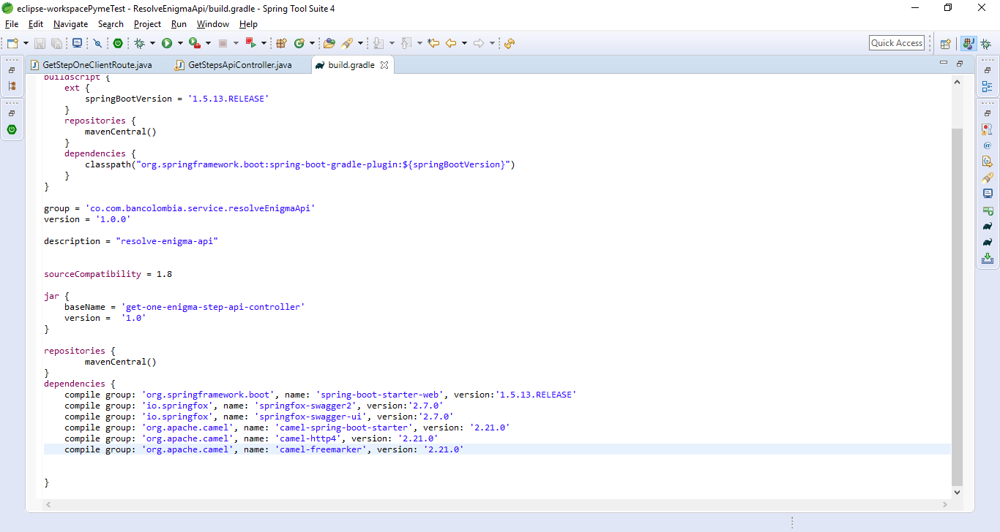 eclipse-workspacePymeTest - ResolveEnigmaApi/build.gradle - Spring Tool Suite 4
File Edit Navigate Search Project Run Window Help
Quick Access
GetStepOneClientRoute.java GetStepsApiController.java build.gradle
buildscript {
    ext {
        springBootVersion = '1.5.13.RELEASE'
    }
    repositories {
        mavenCentral()
    }
    dependencies {
        classpath("org.springframework.boot:spring-boot-gradle-plugin:${springBootVersion}")
    }
}
group = 'co.com.bancolombia.service.resolveEnigmaApi'
version = '1.0.0'
description = "resolve-enigma-api"
sourceCompatibility = 1.8
jar {
    baseName = 'get-one-enigma-step-api-controller'
    version =  '1.0'
}
repositories {
        mavenCentral()
}
dependencies {
    compile group: 'org.springframework.boot', name: 'spring-boot-starter-web', version:'1.5.13.RELEASE'
    compile group: 'io.springfox', name: 'springfox-swagger2', version:'2.7.0'
    compile group: 'io.springfox', name: 'springfox-swagger-ui', version:'2.7.0'
    compile group: 'org.apache.camel', name: 'camel-spring-boot-starter', version: '2.21.0'
    compile group: 'org.apache.camel', name: 'camel-http4', version: '2.21.0'
    compile group: 'org.apache.camel', name: 'camel-freemarker', version: '2.21.0'
}